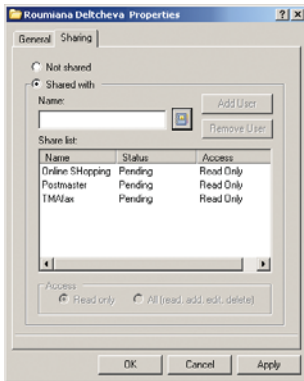 Roumiana Deltcheva Properties
General Sharing
Not shared
Shared with
Name:
Add User
Remove User
Share list:
Name Status Access
Online SHopping Pending Read Only
Postmaster Pending Read Only
TMAfax Pending Read Only
Access
Read only All (read, add, edit, delete)
OK Cancel Apply